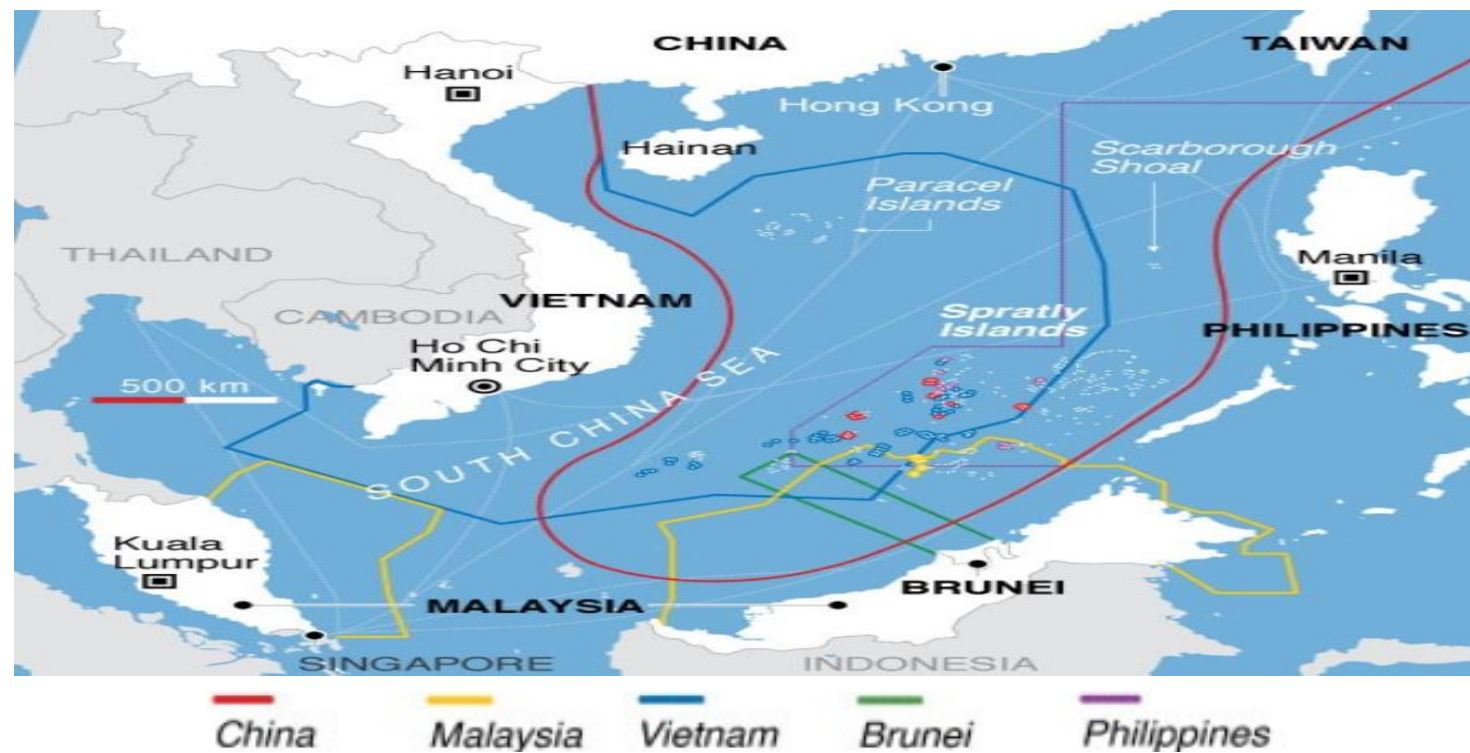 CHINA
TAIWAN
Hanoi
Hong Kong
Hainan
Scarborough
Shoal
Paracel
Islands
THAILAND
Manila
VIETNAM
CAMBODIA
Spratly
Islands
PHILIPPINES
Ho Chi
Minh City
500 km
SOUTH CHINA SEA
Kuala
Lumpur
BRUNEI
MALAYSIA
SINGAPORE
INDONESIA
China
Malaysia
Vietnam
Brunei
Philippines